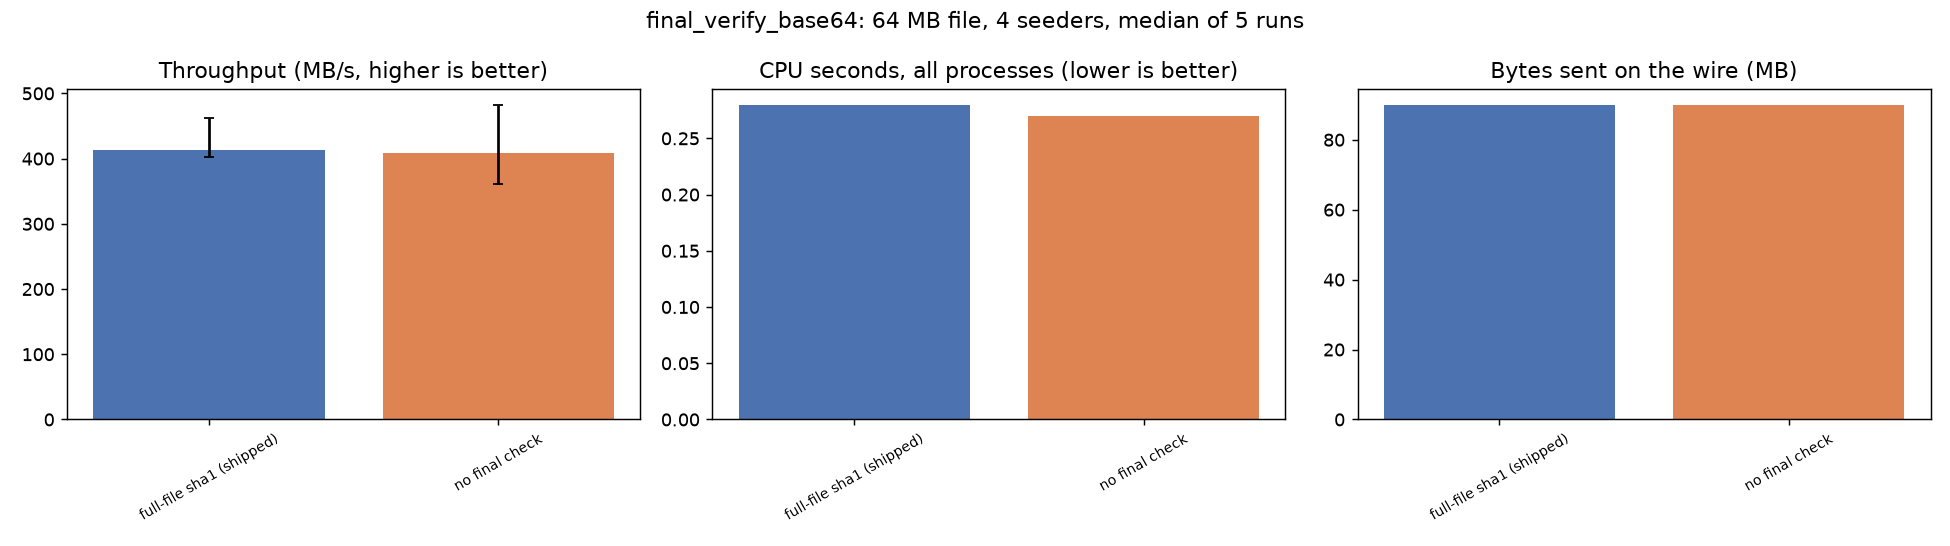 final_verify_base64: 64 MB file, 4 seeders, median of 5 runs
Throughput (MB/s, higher is better)
500
400
300
200
100
0
full-file sha1 (shipped)
no final check
CPU seconds, all processes (lower is better)
0.25
0.20
0.15
0.10
0.05
0.00
full-file sha1 (shipped)
no final check
Bytes sent on the wire (MB)
80
60
40
20
0
full-file sha1 (shipped)
no final check